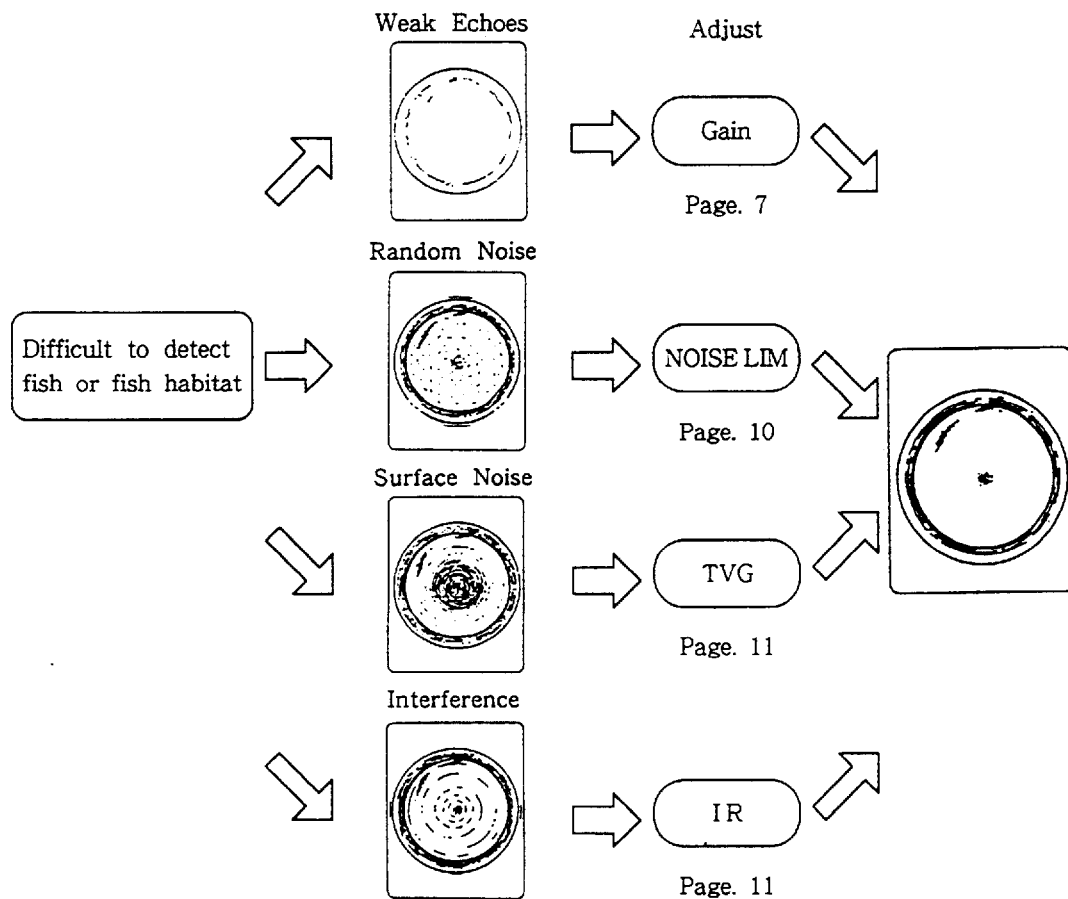 Weak Echoes
Adjust
Gain
Page. 7
Random Noise
Difficult to detect
fish or fish habitat
NOISE LIM
Page. 10
Surface Noise
TVG
Page. 11
Interference
IR
Page. 11